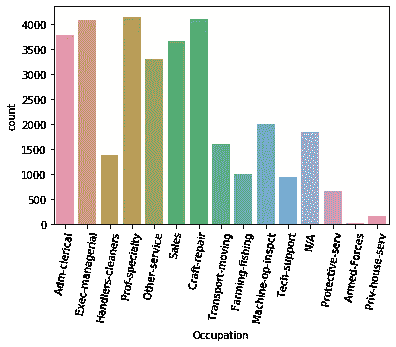 4000
3500
3000
2500
2000
1500
1000
500
0
count
Adm-clerical
Exec-managerial
Handlers-cleaners
Prof-specialty
Other-service
Sales
Craft-repair
Transport-moving
Farming-fishing
Machine-op-inspct
Tech-support
N/A
Protective-serv
Armed-Forces
Priv-house-serv
Occupation